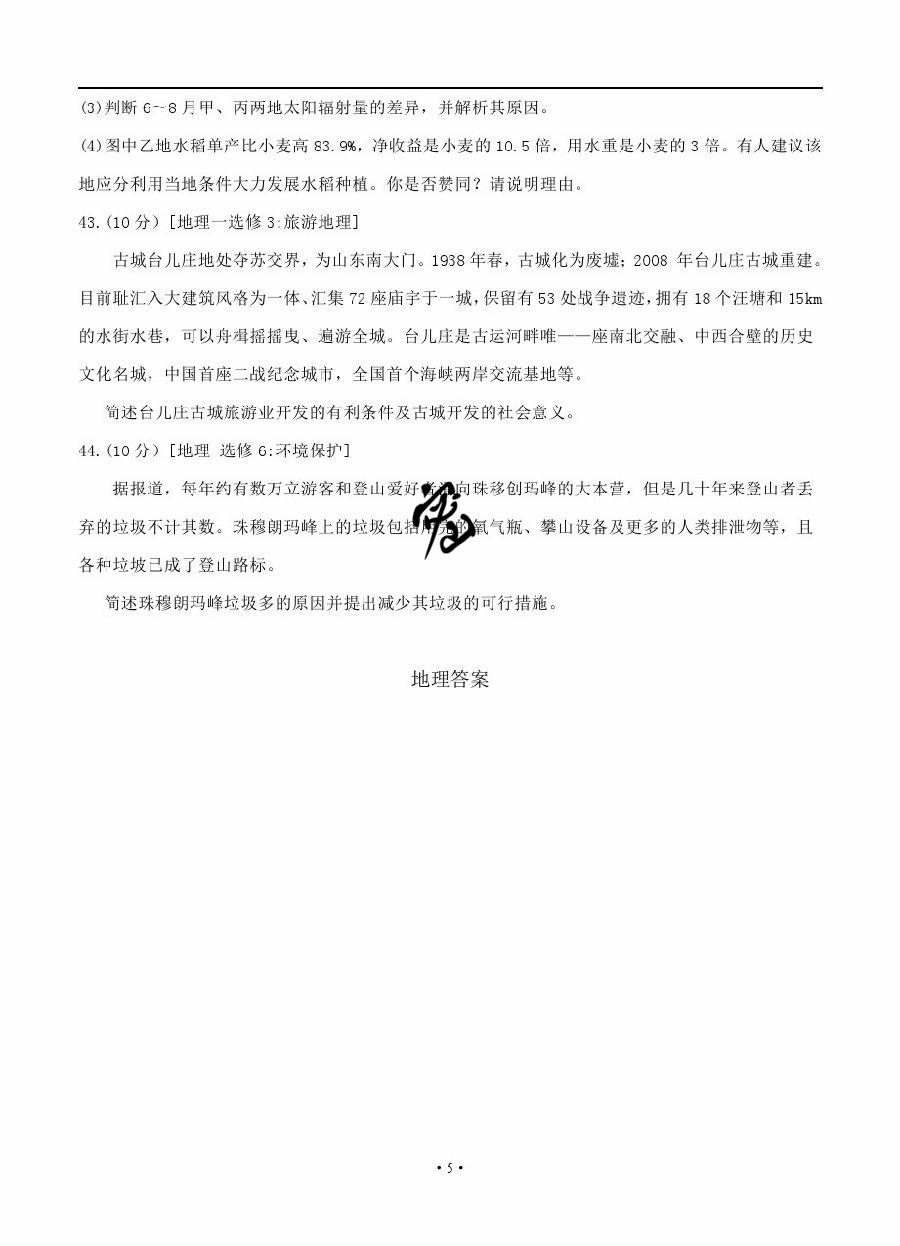 (3)判断 6～8 月甲、丙两地太阳辐射量的差异，并解析其原因。
(4)图中乙地水稻单产比小麦高 83.9%，净收益是小麦的 10.5 倍，用水重是小麦的 3 倍。有人建议该
地应分利用当地条件大力发展水稻种植。你是否赞同？请说明理由。
43.(10 分) [地理一选修 3:旅游地理]
古城台儿庄地处夺苏交界，为山东南大门。1938 年春，古城化为废墟；2008 年台儿庄古城重建。
目前耻汇入大建筑风格为一体、汇集 72 座庙宇于一城，保留有 53 处战争遗迹，拥有 18 个汪塘和 15km
的水街水巷，可以舟楫摇摇曳、遍游全城。台儿庄是古运河畔唯——座南北交融、中西合璧的历史
文化名城，中国首座二战纪念城市，全国首个海峡两岸交流基地等。
简述台儿庄古城旅游业开发的有利条件及古城开发的社会意义。
44.(10 分) [地理 选修 6:环境保护]
据报道，每年约有数万立游客和登山爱好者 向珠移创玛峰的大本营，但是几十年来登山者丢
弃的垃圾不计其数。珠穆朗玛峰上的垃圾包括 的氧气瓶、攀山设备及更多的人类排泄物等，且
各种垃圾已成了登山路标。
简述珠穆朗玛峰垃圾多的原因并提出减少其垃圾的可行措施。
地理答案
·5·